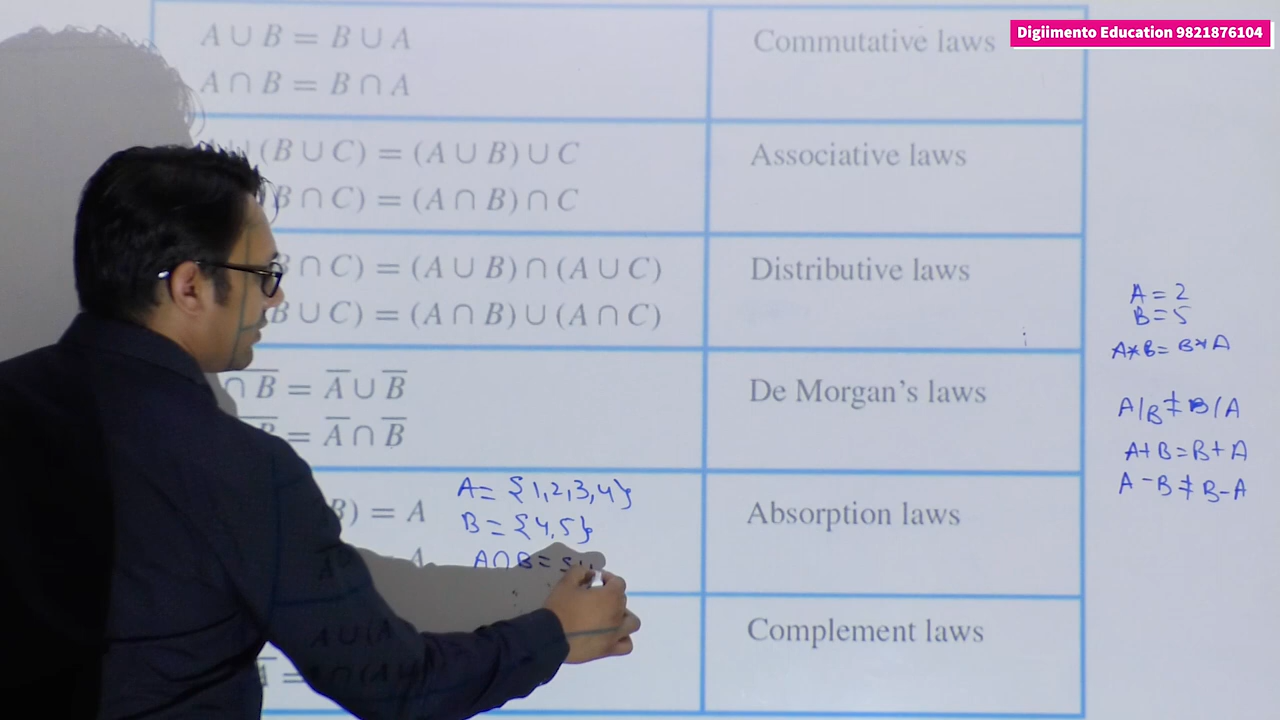 Digiimento Education 9821876104
A ∪ B = B ∪ A
A ∩ B = B ∩ A
Commutative laws
(B ∪ C) = (A ∪ B) ∪ C
B ∩ C) = (A ∩ B) ∩ C
Associative laws
B ∩ C) = (A ∪ B) ∩ (A ∪ C)
B ∪ C) = (A ∩ B) ∪ (A ∩ C)
Distributive laws
∩ B̅ = A̅ ∪ B̅
= A̅ ∩ B̅
De Morgan's laws
B) = A
= A
Absorption laws
A = {1,2,3,4}
B = {4,5}
A∩B = {4
Complement laws
A ∪ (A
A̅ = A ∩ (A
A = 2
B = 5
A*B = B*A
A/B ≠ B/A
A+B = B+A
A-B ≠ B-A